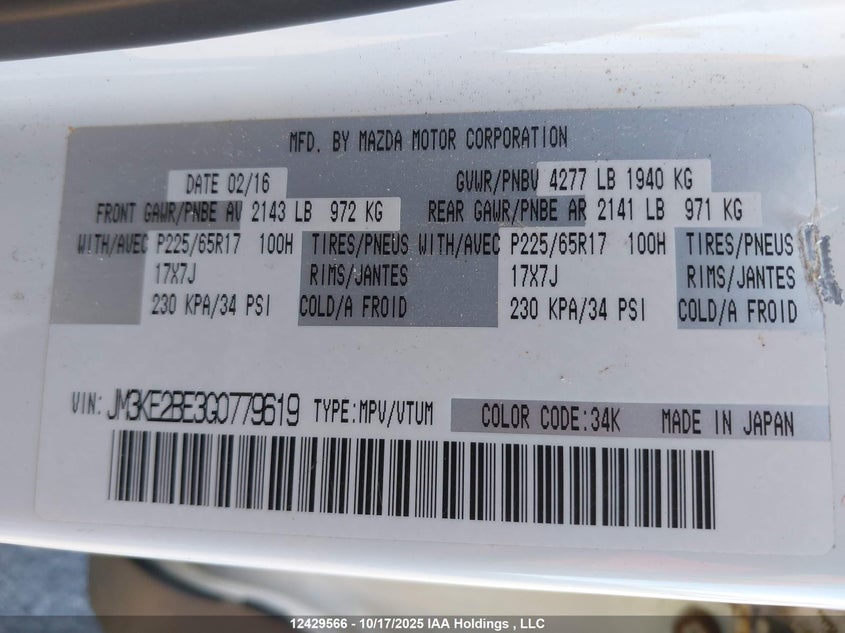 MFD. BY MAZDA MOTOR CORPORATION
DATE 02/16 GVWR/PNBV 4277 LB 1940 KG
FRONT GAWR/PNBE AV 2143 LB 972 KG REAR GAWR/PNBE AR 2141 LB 971 KG
WITH/AVEC P225/65R17 100H TIRES/PNEUS WITH/AVEC P225/65R17 100H TIRES/PNEUS
17X7J RIMS/JANTES 17X7J RIMS/JANTES
230 KPA/34 PSI COLD/A FROID 230 KPA/34 PSI COLD/A FROID
VIN: JM3KE2BE3G0779619 TYPE:MPV/VTUM COLOR CODE:34K MADE IN JAPAN
12429566 - 10/17/2025 IAA Holdings , LLC